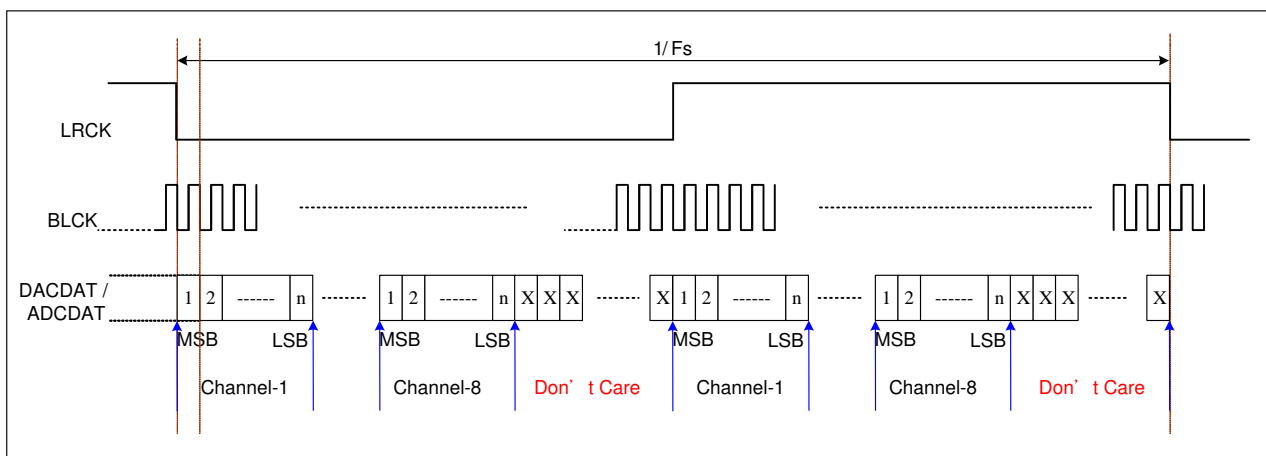 1/ Fs
LRCK
BLCK
DACDAT /
ADCDAT
1 2 ------ n 1 2 ------ n X X X X 1 2 ------ n 1 2 ------ n X X X X
MSB LSB MSB LSB MSB LSB MSB LSB
Channel-1 Channel-8 Don' t Care Channel-1 Channel-8 Don' t Care